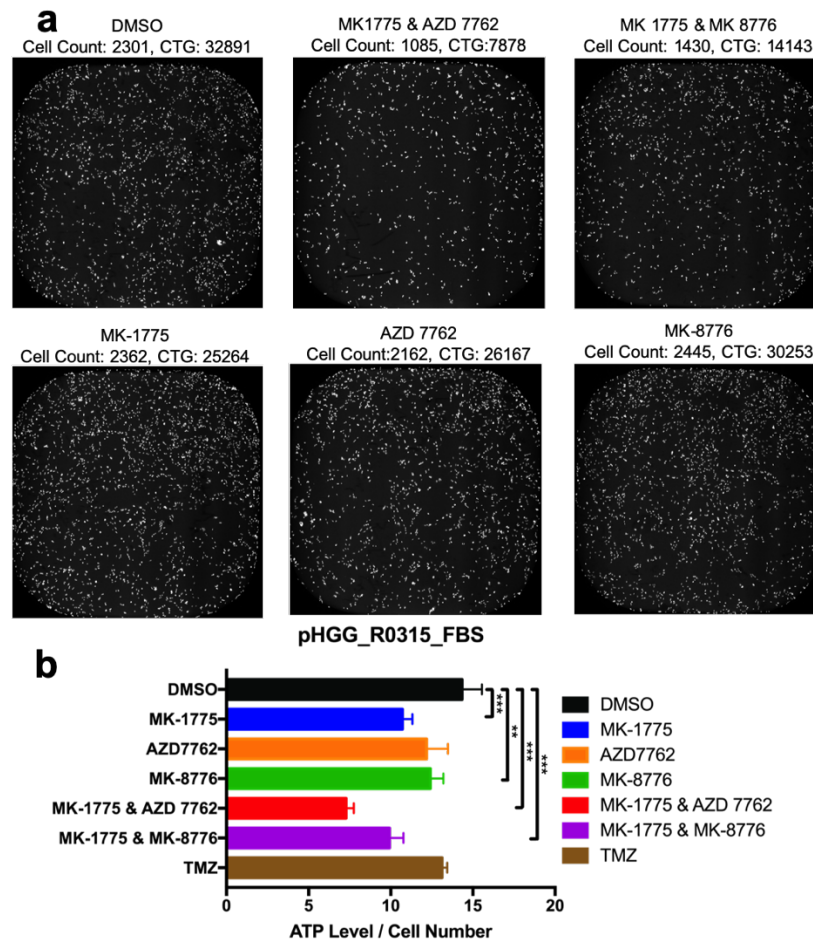 a
DMSO
Cell Count: 2301, CTG: 32891
MK1775 & AZD 7762
Cell Count: 1085, CTG:7878
MK 1775 & MK 8776
Cell Count: 1430, CTG: 14143
MK-1775
Cell Count: 2362, CTG: 25264
AZD 7762
Cell Count:2162, CTG: 26167
MK-8776
Cell Count: 2445, CTG: 30253
pHGG_R0315_FBS
b
DMSO
MK-1775
AZD7762
MK-8776
MK-1775 & AZD 7762
MK-1775 & MK-8776
TMZ
0 5 10 15 20
ATP Level / Cell Number
***
**
***
***
DMSO
MK-1775
AZD7762
MK-8776
MK-1775 & AZD 7762
MK-1775 & MK-8776
TMZ